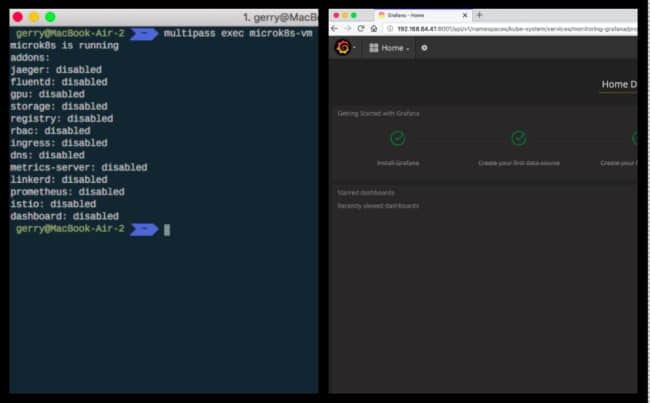 1. gerry@MacBook-Air
gerry@MacBook-Air-2 ~ multipass exec microk8s-vm
microk8s is running
addons:
jaeger: disabled
fluentd: disabled
gpu: disabled
storage: disabled
registry: disabled
rbac: disabled
ingress: disabled
dns: disabled
metrics-server: disabled
linkerd: disabled
prometheus: disabled
istio: disabled
dashboard: disabled
gerry@MacBook-Air-2 ~
Grafana - Home
192.168.64.41:8001/api/v1/namespaces/kube-system/services/monitoring-grafana/pro
Home
Home D
Getting Started with Grafana
Install Grafana
Create your first data source
Create your
Starred dashboards
Recently viewed dashboards